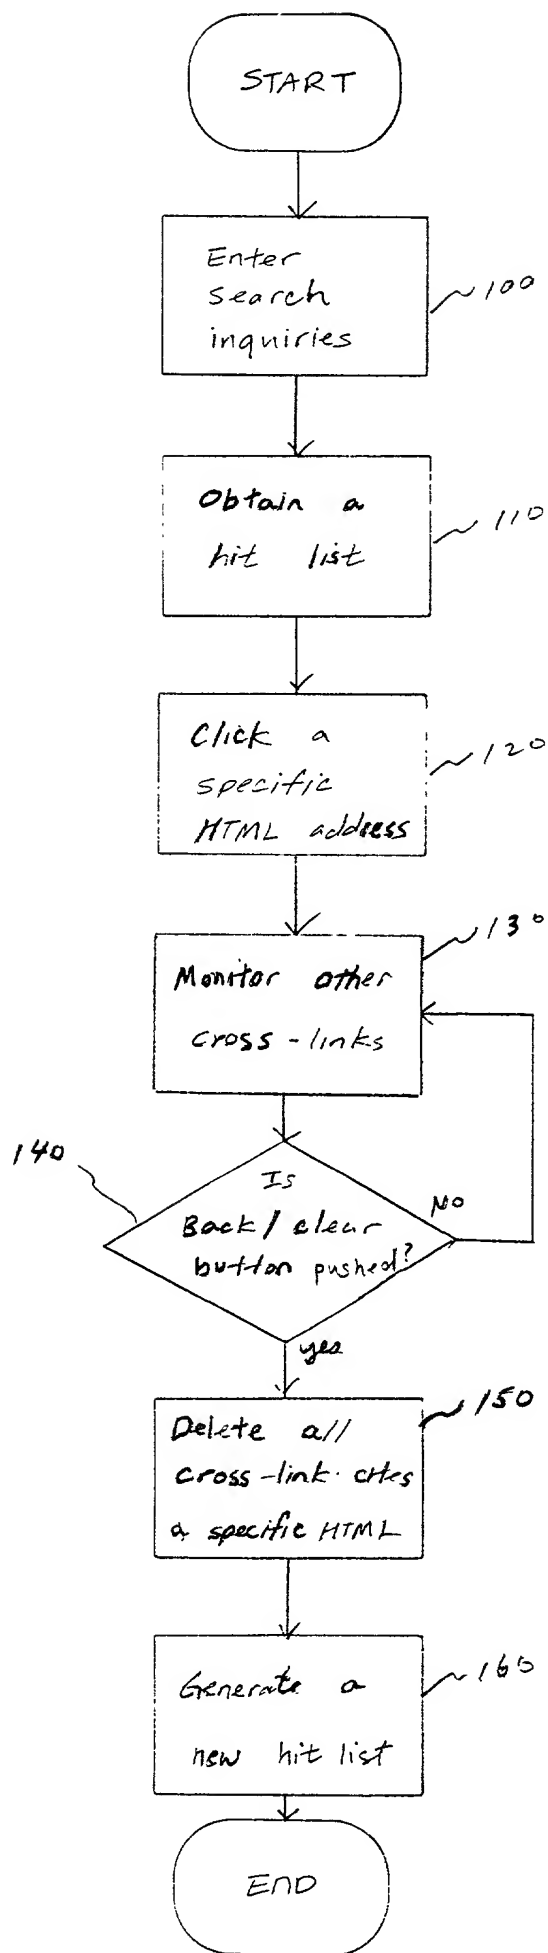 START
Enter
search
inquiries
100
Obtain a
hit list
110
Click a
specific
HTML address
120
130
Monitor other
cross-links
140
Is
Back/clear
button pushed?
No
yes
150
Delete all
cross-link cites
a specific HTML
160
Generate a
new hit list
END